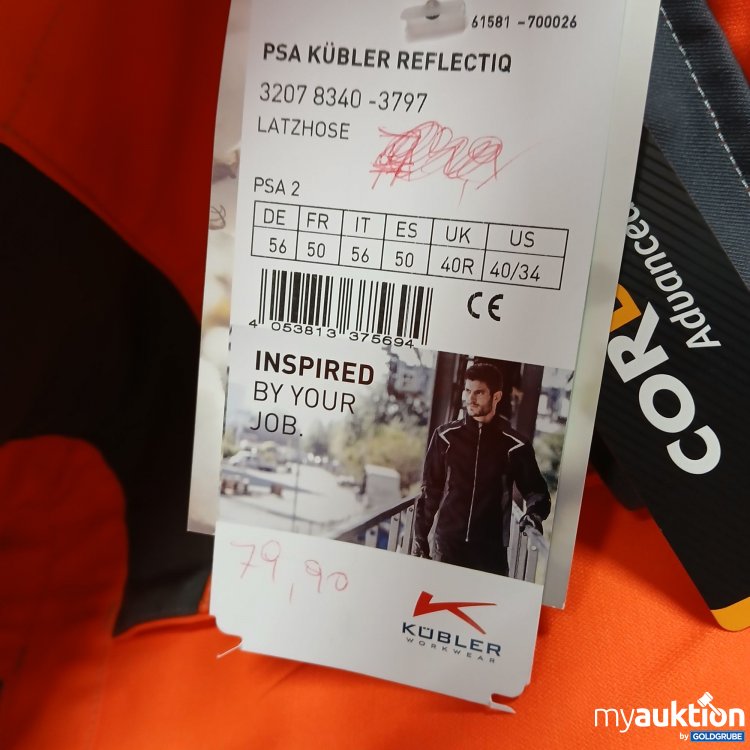 61581 -700026
PSA KÜBLER REFLECTIQ
3207 8340 -3797
LATZHOSE
PSA 2
DE FR IT ES UK US
56 50 56 50 40R 40/34
CE
4 053813 375694
INSPIRED
BY YOUR
JOB.
79,90
KÜBLER
WORKWEAR
COR
Advanced
myauktion
by GOLDGRUBE